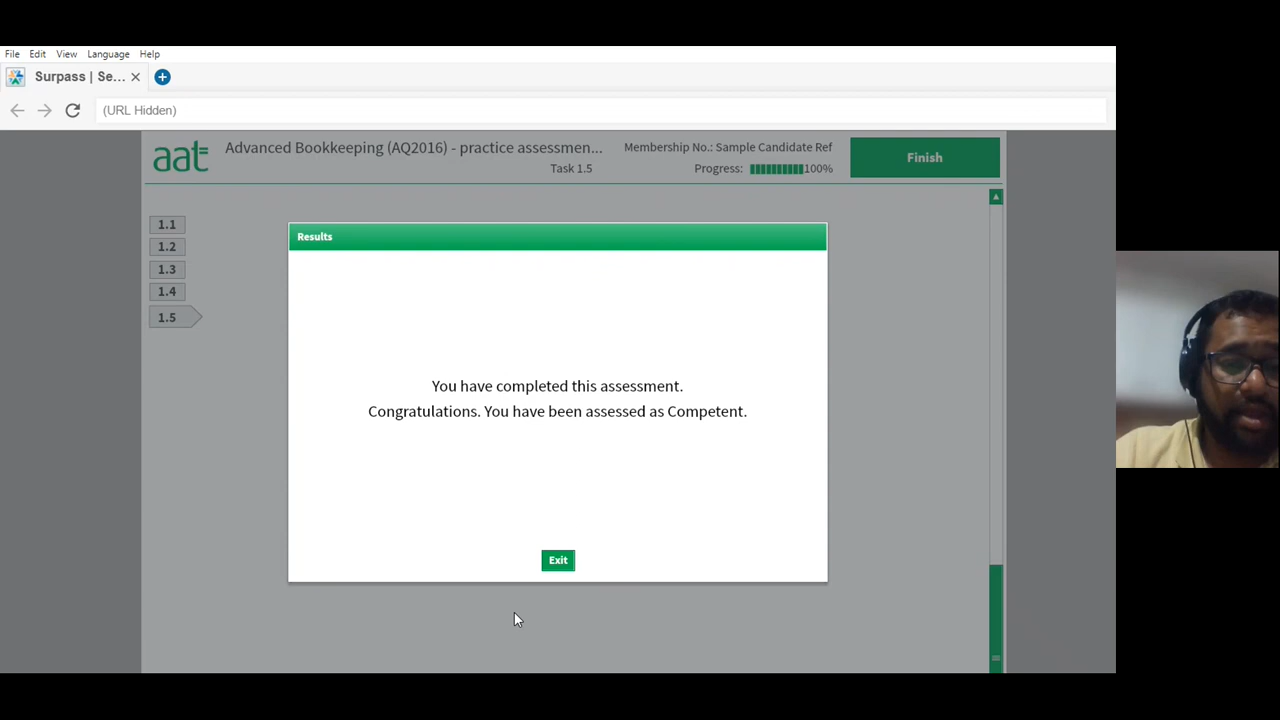 File Edit View Language Help
Surpass | Se...
(URL Hidden)
aat
Advanced Bookkeeping (AQ2016) - practice assessmen...
Membership No.: Sample Candidate Ref
Finish
Task 1.5
Progress:
100%
1.1
1.2
1.3
1.4
1.5
Results
You have completed this assessment.
Congratulations. You have been assessed as Competent.
Exit